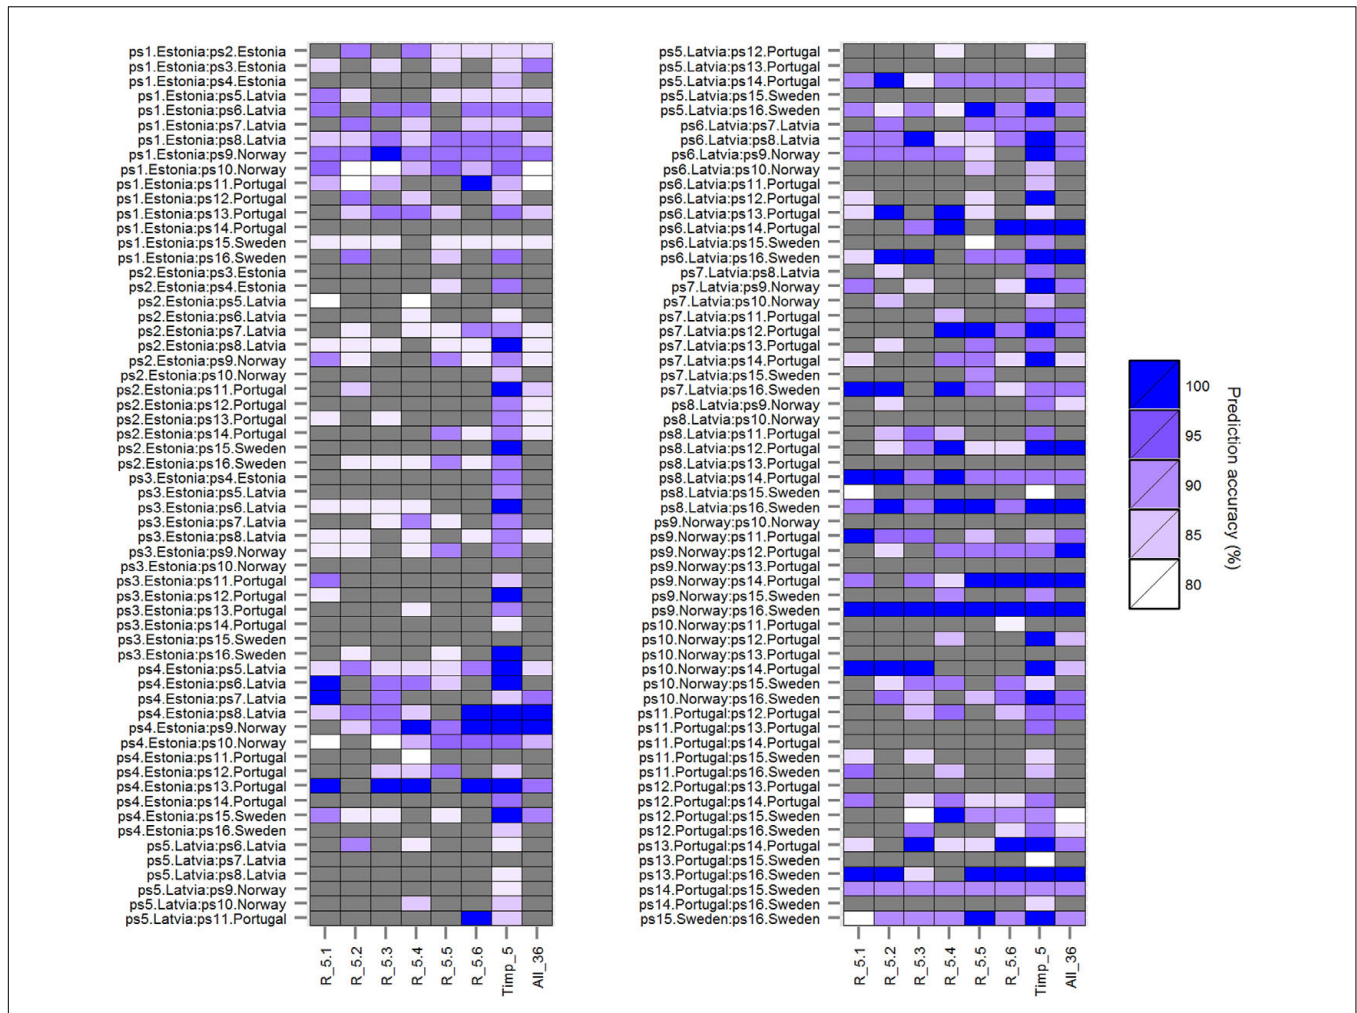 ps1.Estonia:ps2.Estonia
ps1.Estonia:ps3.Estonia
ps1.Estonia:ps4.Estonia
ps1.Estonia:ps5.Latvia
ps1.Estonia:ps6.Latvia
ps1.Estonia:ps7.Latvia
ps1.Estonia:ps8.Latvia
ps1.Estonia:ps9.Norway
ps1.Estonia:ps10.Norway
ps1.Estonia:ps11.Portugal
ps1.Estonia:ps12.Portugal
ps1.Estonia:ps13.Portugal
ps1.Estonia:ps14.Portugal
ps1.Estonia:ps15.Sweden
ps1.Estonia:ps16.Sweden
ps2.Estonia:ps3.Estonia
ps2.Estonia:ps4.Estonia
ps2.Estonia:ps5.Latvia
ps2.Estonia:ps6.Latvia
ps2.Estonia:ps7.Latvia
ps2.Estonia:ps8.Latvia
ps2.Estonia:ps9.Norway
ps2.Estonia:ps10.Norway
ps2.Estonia:ps11.Portugal
ps2.Estonia:ps12.Portugal
ps2.Estonia:ps13.Portugal
ps2.Estonia:ps14.Portugal
ps2.Estonia:ps15.Sweden
ps2.Estonia:ps16.Sweden
ps3.Estonia:ps4.Estonia
ps3.Estonia:ps5.Latvia
ps3.Estonia:ps6.Latvia
ps3.Estonia:ps7.Latvia
ps3.Estonia:ps8.Latvia
ps3.Estonia:ps9.Norway
ps3.Estonia:ps10.Norway
ps3.Estonia:ps11.Portugal
ps3.Estonia:ps12.Portugal
ps3.Estonia:ps13.Portugal
ps3.Estonia:ps14.Portugal
ps3.Estonia:ps15.Sweden
ps3.Estonia:ps16.Sweden
ps4.Estonia:ps5.Latvia
ps4.Estonia:ps6.Latvia
ps4.Estonia:ps7.Latvia
ps4.Estonia:ps8.Latvia
ps4.Estonia:ps9.Norway
ps4.Estonia:ps10.Norway
ps4.Estonia:ps11.Portugal
ps4.Estonia:ps12.Portugal
ps4.Estonia:ps13.Portugal
ps4.Estonia:ps14.Portugal
ps4.Estonia:ps15.Sweden
ps4.Estonia:ps16.Sweden
ps5.Latvia:ps6.Latvia
ps5.Latvia:ps7.Latvia
ps5.Latvia:ps8.Latvia
ps5.Latvia:ps9.Norway
ps5.Latvia:ps10.Norway
ps5.Latvia:ps11.Portugal
R_5.1
R_5.2
R_5.3
R_5.4
R_5.5
R_5.6
Timp_5
All_36
ps5.Latvia:ps12.Portugal
ps5.Latvia:ps13.Portugal
ps5.Latvia:ps14.Portugal
ps5.Latvia:ps15.Sweden
ps5.Latvia:ps16.Sweden
ps6.Latvia:ps7.Latvia
ps6.Latvia:ps8.Latvia
ps6.Latvia:ps9.Norway
ps6.Latvia:ps10.Norway
ps6.Latvia:ps11.Portugal
ps6.Latvia:ps12.Portugal
ps6.Latvia:ps13.Portugal
ps6.Latvia:ps14.Portugal
ps6.Latvia:ps15.Sweden
ps6.Latvia:ps16.Sweden
ps7.Latvia:ps8.Latvia
ps7.Latvia:ps9.Norway
ps7.Latvia:ps10.Norway
ps7.Latvia:ps11.Portugal
ps7.Latvia:ps12.Portugal
ps7.Latvia:ps13.Portugal
ps7.Latvia:ps14.Portugal
ps7.Latvia:ps15.Sweden
ps7.Latvia:ps16.Sweden
ps8.Latvia:ps9.Norway
ps8.Latvia:ps10.Norway
ps8.Latvia:ps11.Portugal
ps8.Latvia:ps12.Portugal
ps8.Latvia:ps13.Portugal
ps8.Latvia:ps14.Portugal
ps8.Latvia:ps15.Sweden
ps8.Latvia:ps16.Sweden
ps9.Norway:ps10.Norway
ps9.Norway:ps11.Portugal
ps9.Norway:ps12.Portugal
ps9.Norway:ps13.Portugal
ps9.Norway:ps14.Portugal
ps9.Norway:ps15.Sweden
ps9.Norway:ps16.Sweden
ps10.Norway:ps11.Portugal
ps10.Norway:ps12.Portugal
ps10.Norway:ps13.Portugal
ps10.Norway:ps14.Portugal
ps10.Norway:ps15.Sweden
ps10.Norway:ps16.Sweden
ps11.Portugal:ps12.Portugal
ps11.Portugal:ps13.Portugal
ps11.Portugal:ps14.Portugal
ps11.Portugal:ps15.Sweden
ps11.Portugal:ps16.Sweden
ps12.Portugal:ps13.Portugal
ps12.Portugal:ps14.Portugal
ps12.Portugal:ps15.Sweden
ps12.Portugal:ps16.Sweden
ps13.Portugal:ps14.Portugal
ps13.Portugal:ps15.Sweden
ps13.Portugal:ps16.Sweden
ps14.Portugal:ps15.Sweden
ps14.Portugal:ps16.Sweden
ps15.Sweden:ps16.Sweden
R_5.1
R_5.2
R_5.3
R_5.4
R_5.5
R_5.6
Timp_5
All_36
100
95
90
85
80
Prediction accuracy (%)